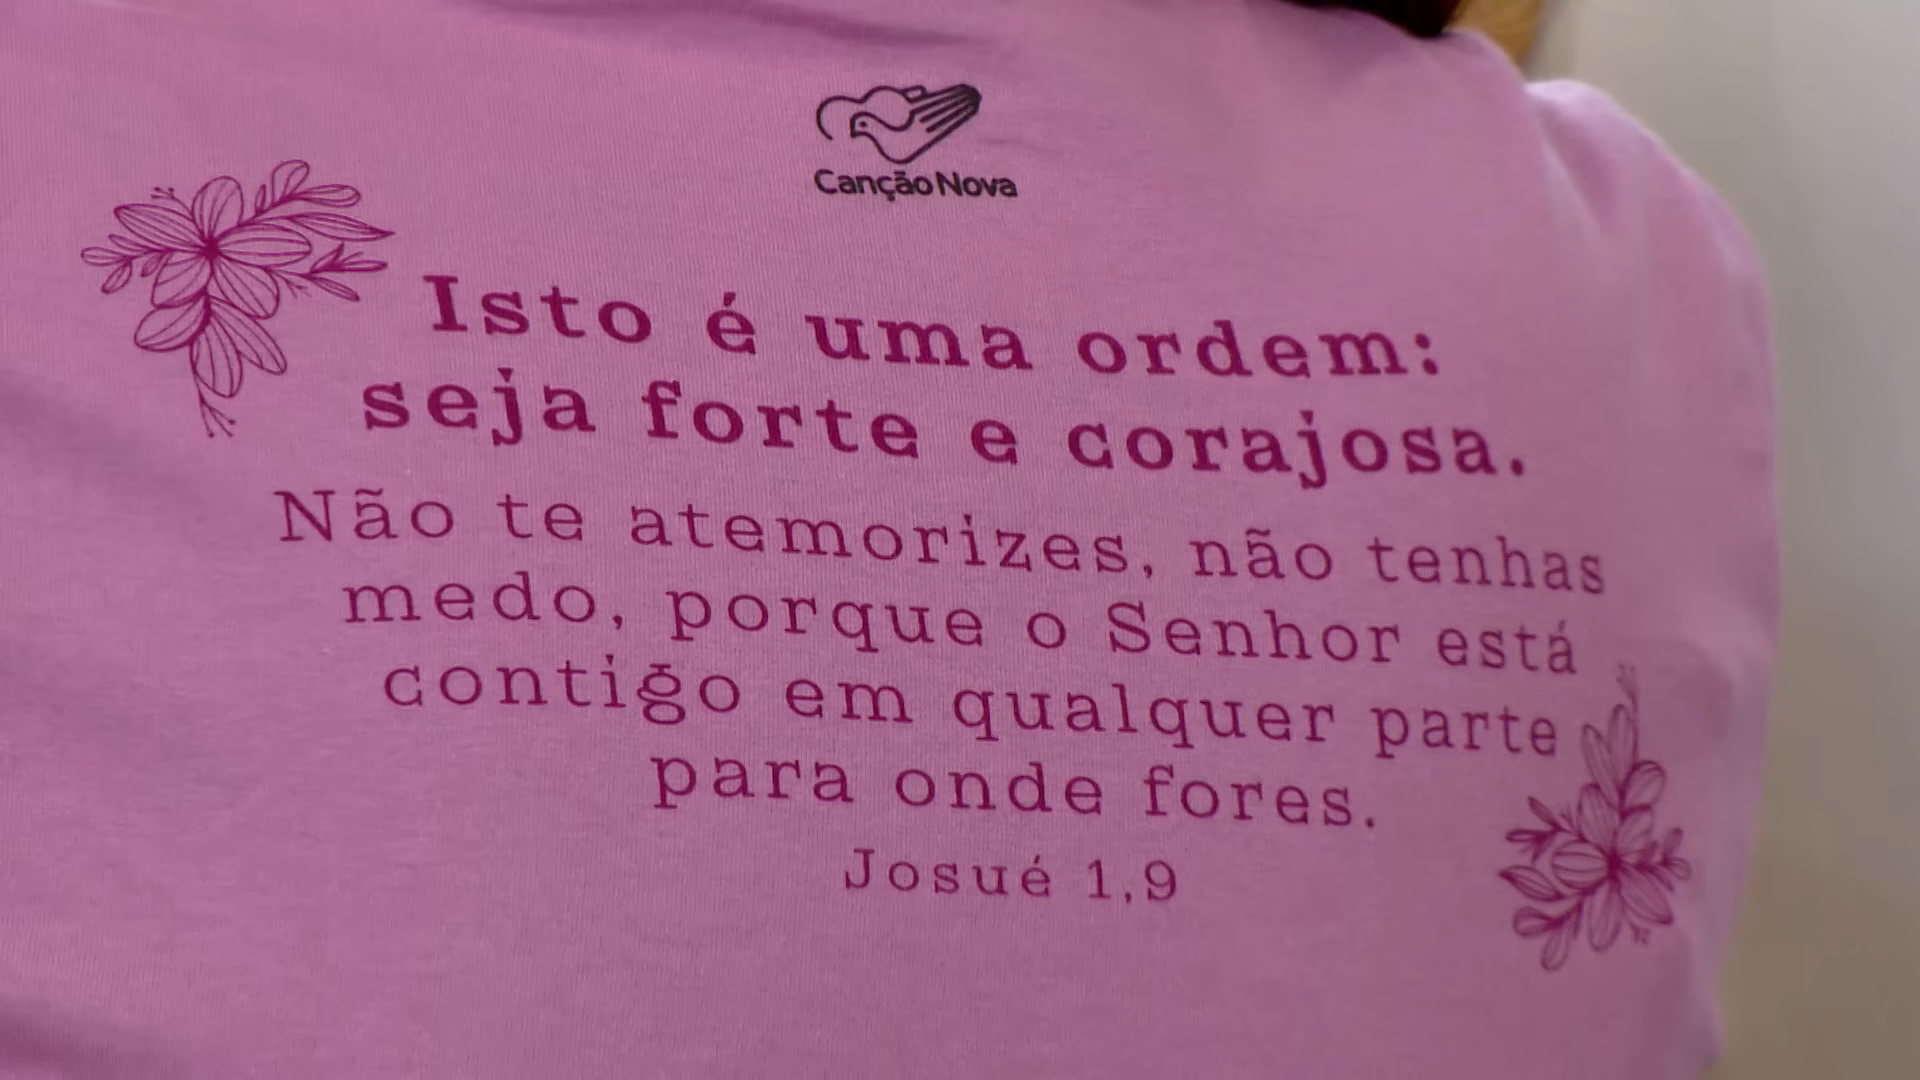 Canção Nova
Isto é uma ordem:
seja forte e corajosa.
Não te atemorizes, não tenhas
medo, porque o Senhor está
contigo em qualquer parte
para onde fores.
Josué 1,9